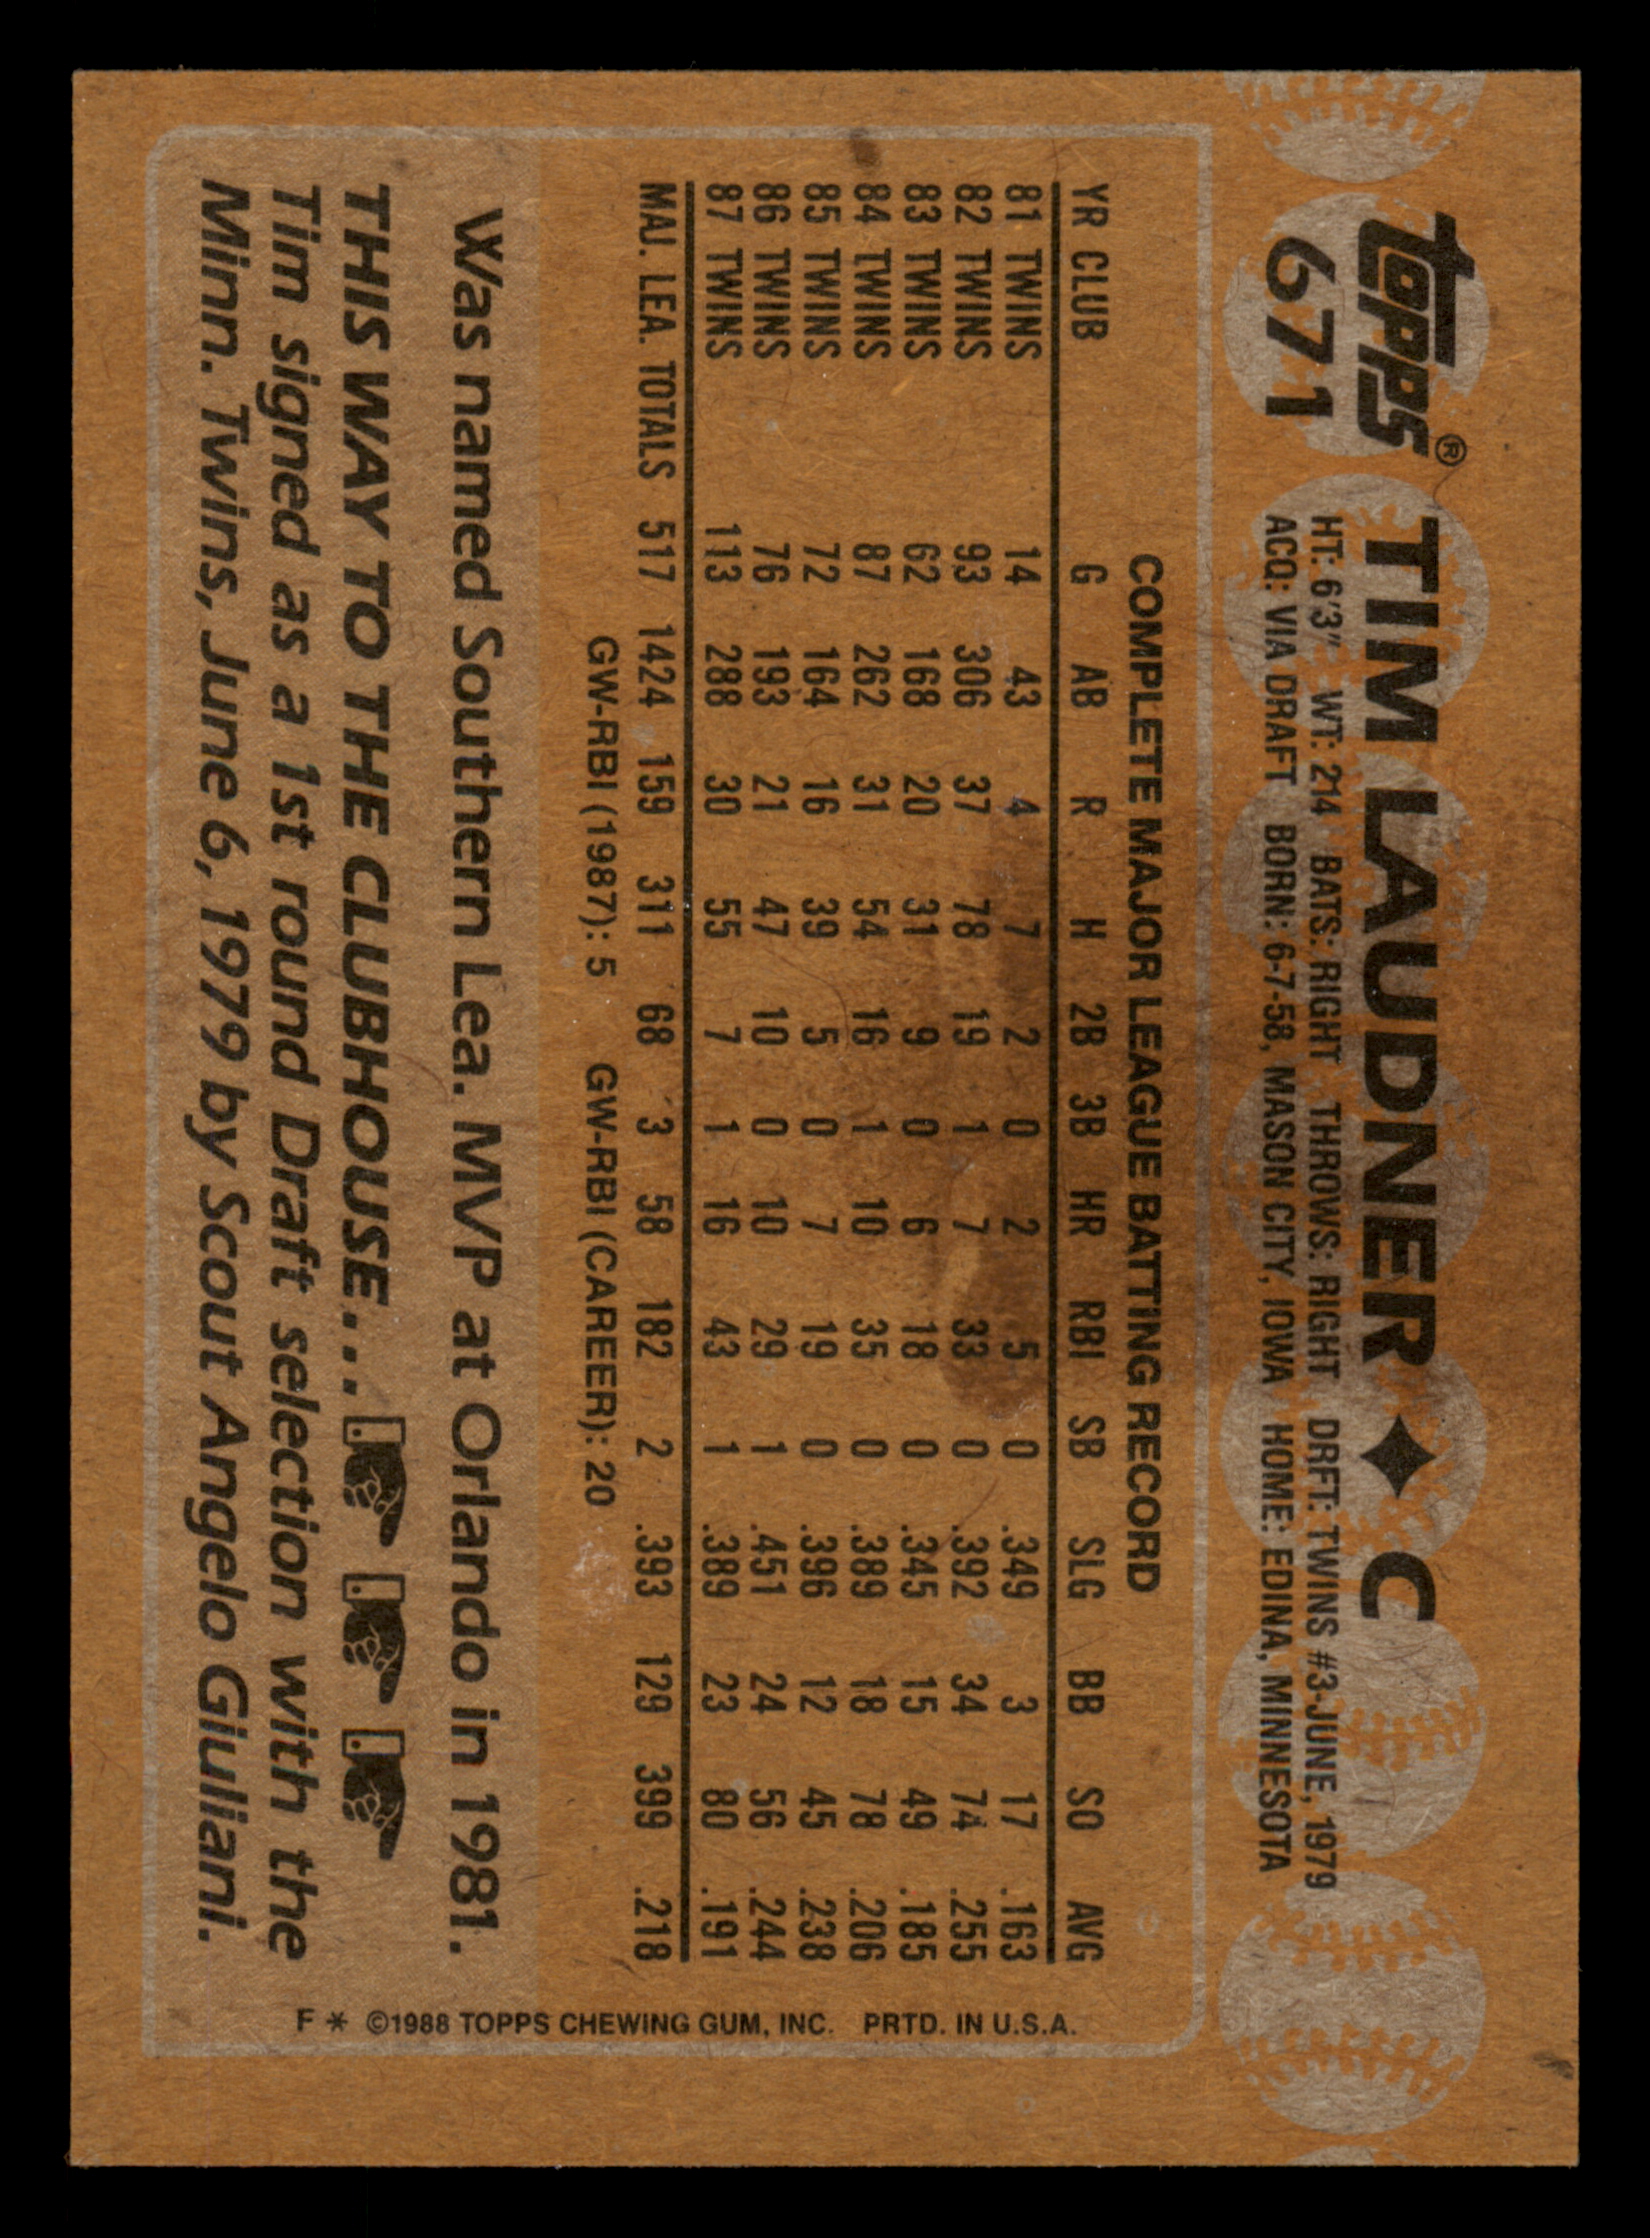 topps® TIM LAUDNER ✦ C
671 HT: 6'3" WT: 214 BATS: RIGHT THROWS: RIGHT DRFT: TWINS #3-JUNE, 1979
ACQ: VIA DRAFT BORN: 6-7-58, MASON CITY, IOWA HOME: EDINA, MINNESOTA
COMPLETE MAJOR LEAGUE BATTING RECORD
YR CLUB G AB R H 2B 3B HR RBI SB SLG BB SO AVG
81 TWINS 14 43 4 7 2 0 2 5 0 .349 3 17 .163
82 TWINS 93 306 37 78 19 1 7 33 0 .392 34 74 .255
83 TWINS 62 168 20 31 9 0 6 18 0 .345 15 49 .185
84 TWINS 87 262 31 54 16 1 10 35 0 .389 18 78 .206
85 TWINS 72 164 16 39 5 0 7 19 0 .396 12 45 .238
86 TWINS 76 193 21 47 10 0 10 29 1 .451 24 56 .244
87 TWINS 113 288 30 55 7 1 16 43 1 .389 23 80 .191
MAJ. LEA. TOTALS 517 1424 159 311 68 3 58 182 2 .393 129 399 .218
GW-RBI (1987): 5 GW-RBI (CAREER): 20
Was named Southern Lea. MVP at Orlando in 1981.
THIS WAY TO THE CLUBHOUSE...
Tim signed as a 1st round Draft selection with the
Minn. Twins, June 6, 1979 by Scout Angelo Giuliani.
F * ©1988 TOPPS CHEWING GUM, INC. PRTD. IN U.S.A.